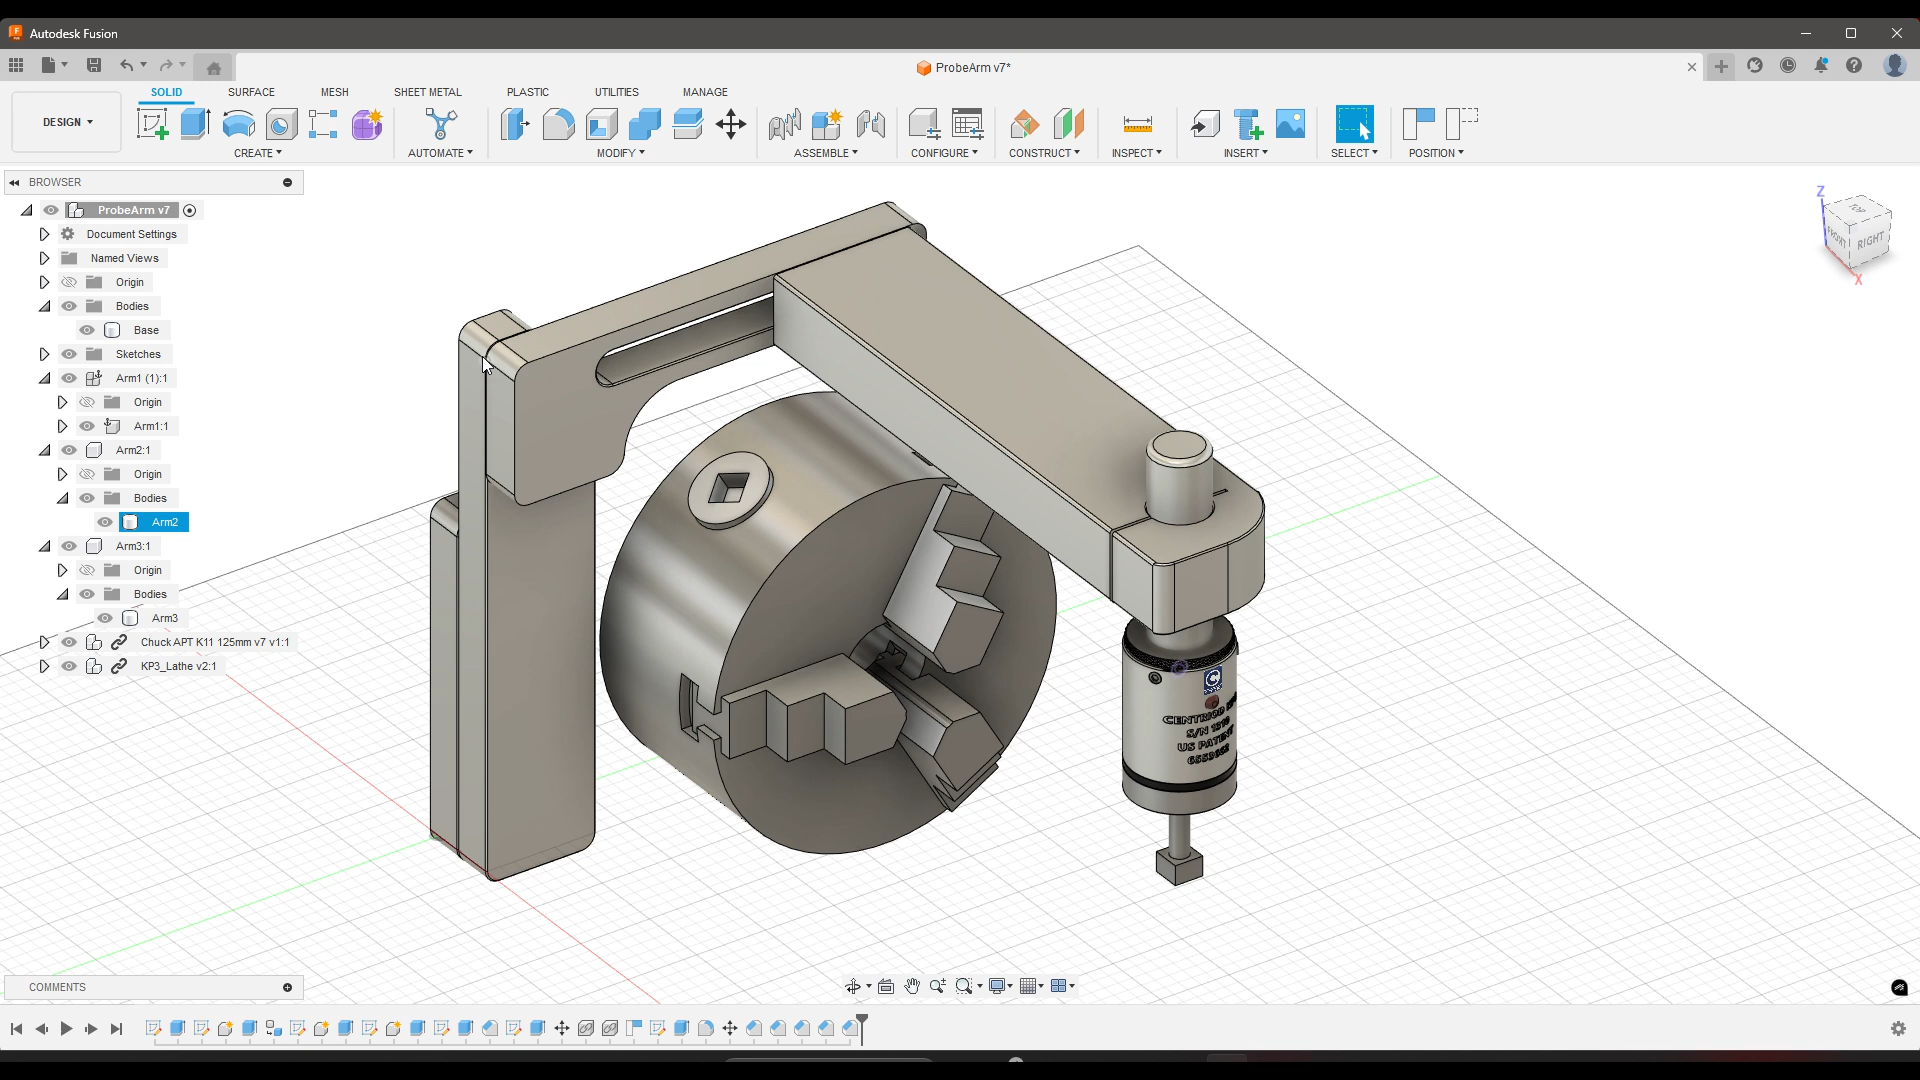 Autodesk Fusion
ProbeArm v7*
DESIGN
SOLID SURFACE MESH SHEET METAL PLASTIC UTILITIES MANAGE
CREATE AUTOMATE MODIFY ASSEMBLE CONFIGURE CONSTRUCT INSPECT INSERT SELECT POSITION
BROWSER
ProbeArm v7
Document Settings
Named Views
Origin
Bodies
Base
Sketches
Arm1 (1):1
Origin
Arm1:1
Arm2:1
Origin
Bodies
Arm2
Arm3:1
Origin
Bodies
Arm3
Chuck APT K11 125mm v7 v1:1
KP3_Lathe v2:1
Z
TOP
FRONT
RIGHT
X
S/N 1310
US PATENT
COMMENTS